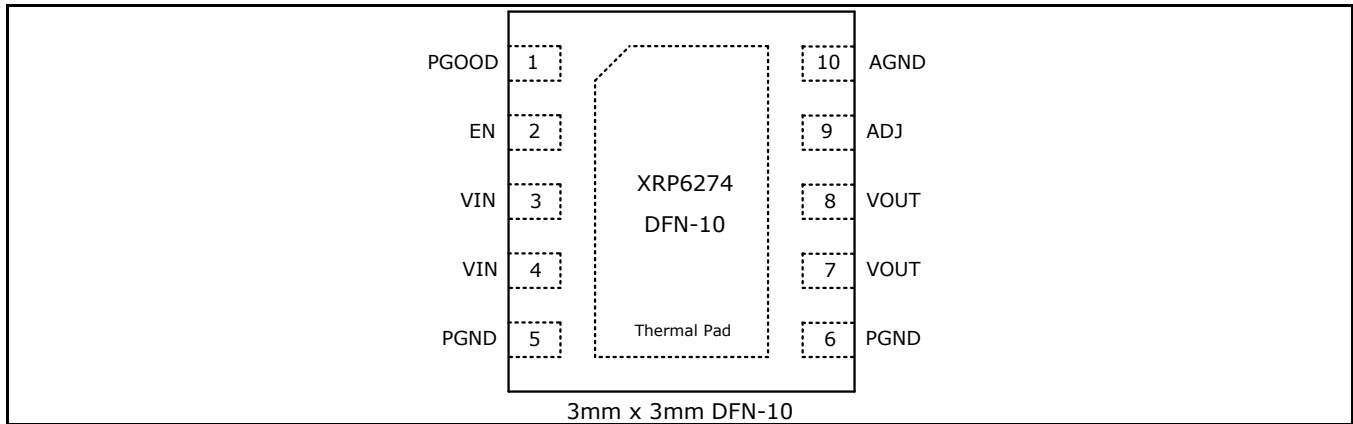 PGOOD 1 10 AGND
EN 2 9 ADJ
VIN 3 XRP6274 8 VOUT
DFN-10
VIN 4 7 VOUT
PGND 5 Thermal Pad 6 PGND
3mm x 3mm DFN-10